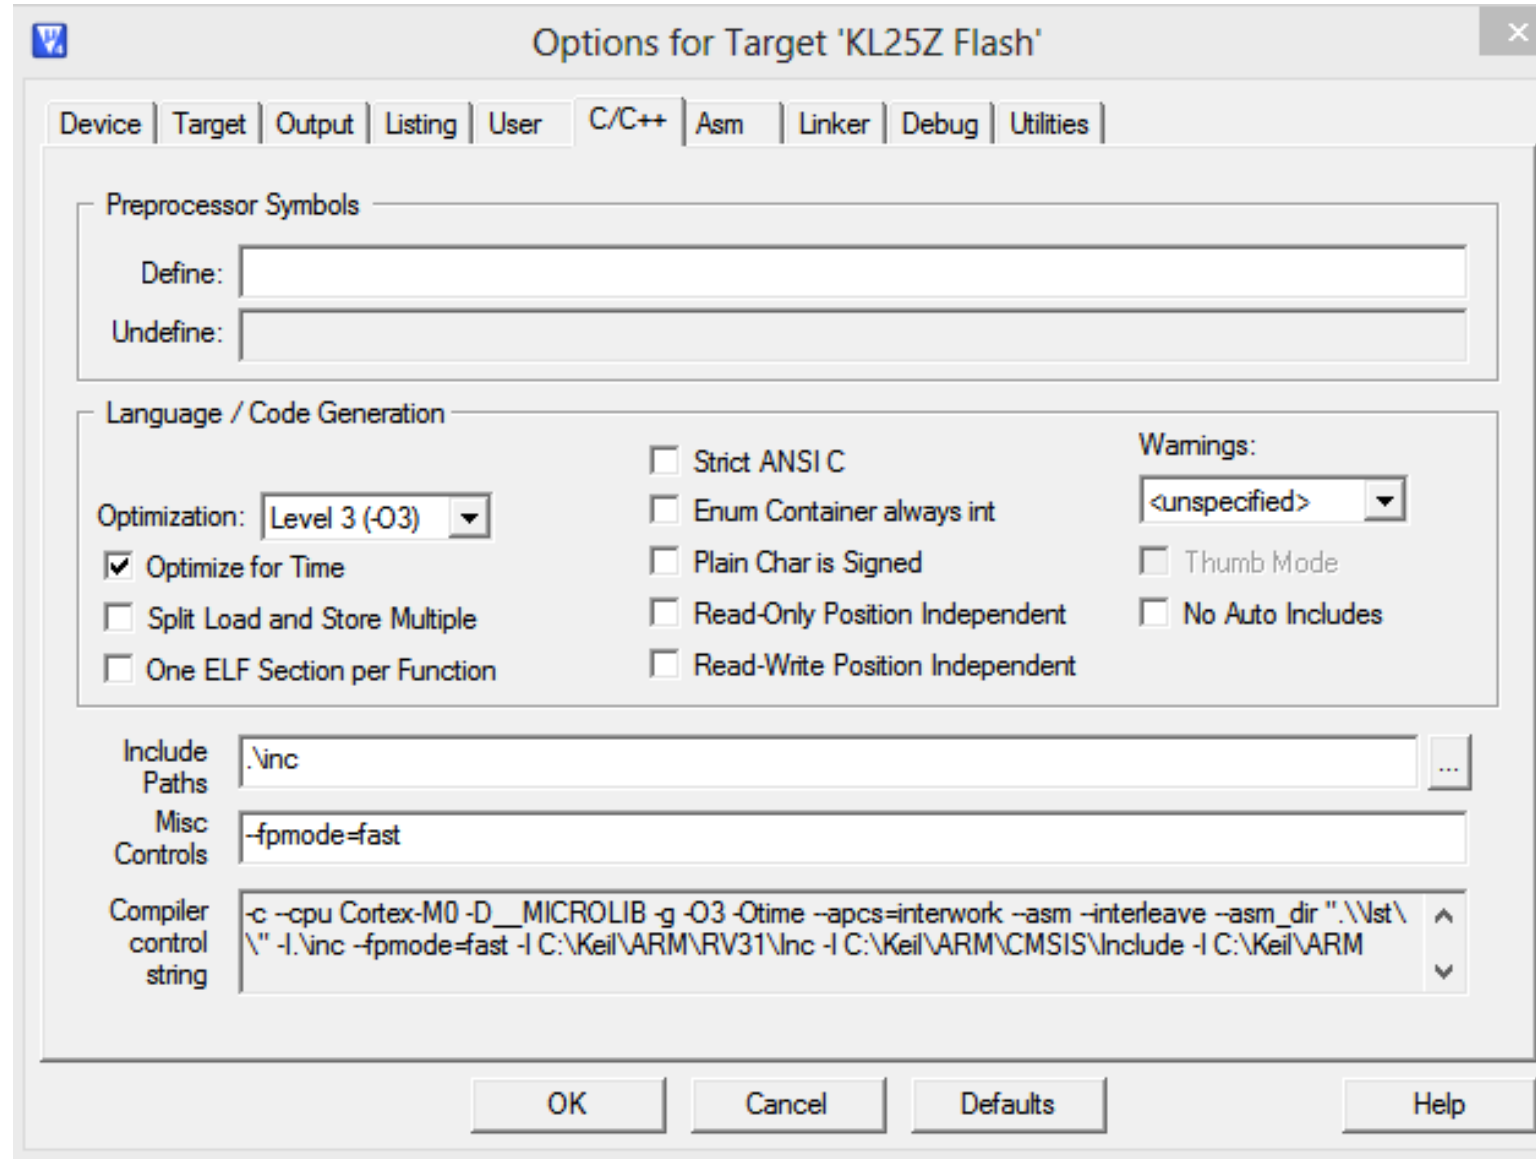 Options for Target 'KL25Z Flash'
Device Target Output Listing User C/C++ Asm Linker Debug Utilities
Preprocessor Symbols
Define:
Undefine:
Language / Code Generation
Optimization: Level 3 (-O3)
Optimize for Time
Split Load and Store Multiple
One ELF Section per Function
Strict ANSI C
Enum Container always int
Plain Char is Signed
Read-Only Position Independent
Read-Write Position Independent
Warnings:
<unspecified>
Thumb Mode
No Auto Includes
Include
Paths
.\inc
...
Misc
Controls
--fpmode=fast
Compiler
control
string
-c --cpu Cortex-M0 -D__MICROLIB -g -O3 -Otime --apcs=interwork --asm --interleave --asm_dir ".\\lst\
\" -I.\inc --fpmode=fast -I C:\Keil\ARM\RV31\Inc -I C:\Keil\ARM\CMSIS\Include -I C:\Keil\ARM
OK Cancel Defaults Help